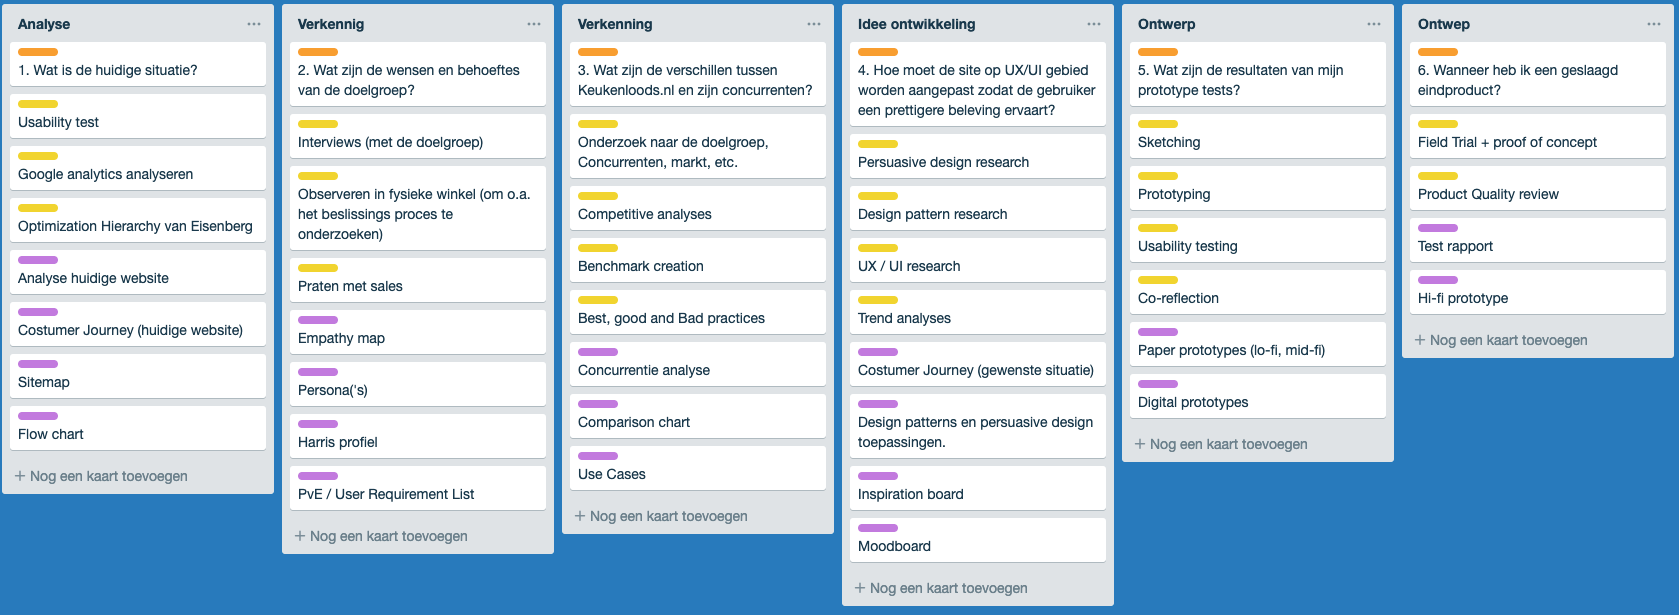 Analyse
1. Wat is de huidige situatie?
Usability test
Google analytics analyseren
Optimization Hierarchy van Eisenberg
Analyse huidige website
Costumer Journey (huidige website)
Sitemap
Flow chart
+ Nog een kaart toevoegen
Verkennig
2. Wat zijn de wensen en behoeftes
van de doelgroep?
Interviews (met de doelgroep)
Observeren in fysieke winkel (om o.a.
het beslissings proces te
onderzoeken)
Praten met sales
Empathy map
Persona('s)
Harris profiel
PvE / User Requirement List
+ Nog een kaart toevoegen
Verkenning
3. Wat zijn de verschillen tussen
Keukenloods.nl en zijn concurrenten?
Onderzoek naar de doelgroep,
Concurrenten, markt, etc.
Competitive analyses
Benchmark creation
Best, good and Bad practices
Concurrentie analyse
Comparison chart
Use Cases
+ Nog een kaart toevoegen
Idee ontwikkeling
4. Hoe moet de site op UX/UI gebied
worden aangepast zodat de gebruiker
een prettigere beleving ervaart?
Persuasive design research
Design pattern research
UX / UI research
Trend analyses
Costumer Journey (gewenste situatie)
Design patterns en persuasive design
toepassingen.
Inspiration board
Moodboard
+ Nog een kaart toevoegen
Ontwerp
5. Wat zijn de resultaten van mijn
prototype tests?
Sketching
Prototyping
Usability testing
Co-reflection
Paper prototypes (lo-fi, mid-fi)
Digital prototypes
+ Nog een kaart toevoegen
Ontwep
6. Wanneer heb ik een geslaagd
eindproduct?
Field Trial + proof of concept
Product Quality review
Test rapport
Hi-fi prototype
+ Nog een kaart toevoegen